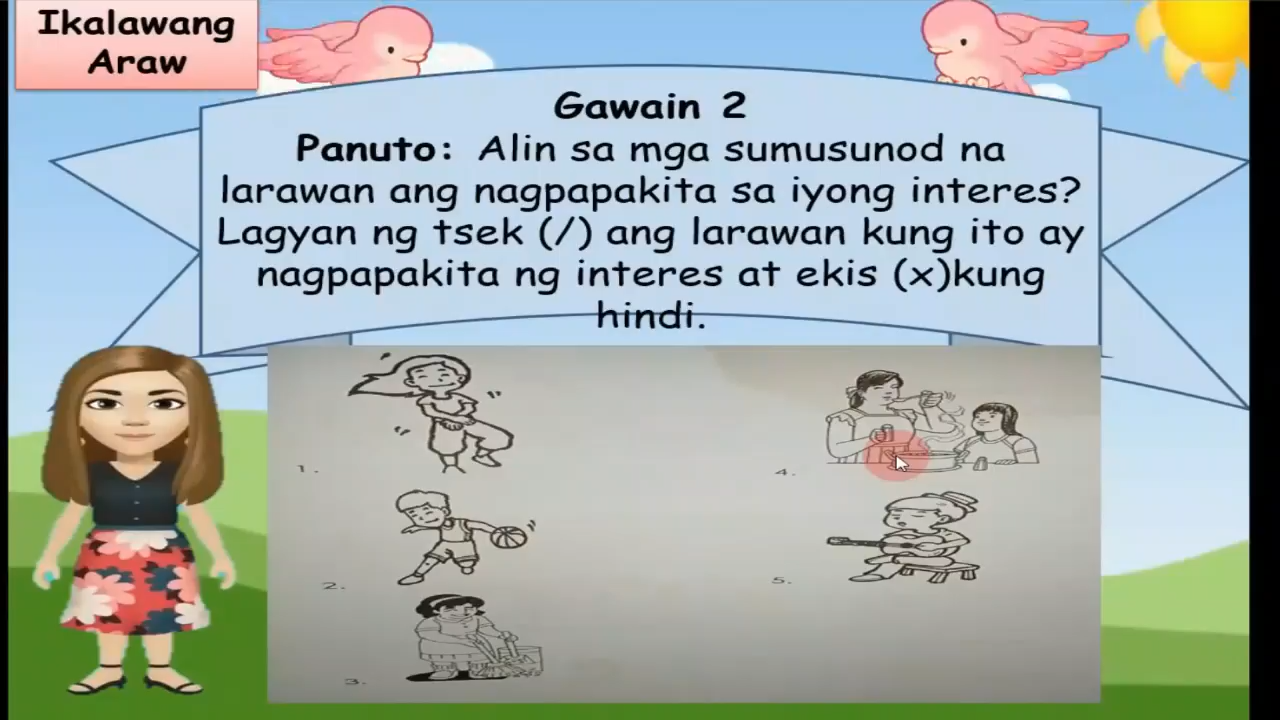 Ikalawang
Araw
Gawain 2
Panuto: Alin sa mga sumusunod na
larawan ang nagpapakita sa iyong interes?
Lagyan ng tsek (/) ang larawan kung ito ay
nagpapakita ng interes at ekis (x)kung
hindi.
1.
2.
3.
4.
5.